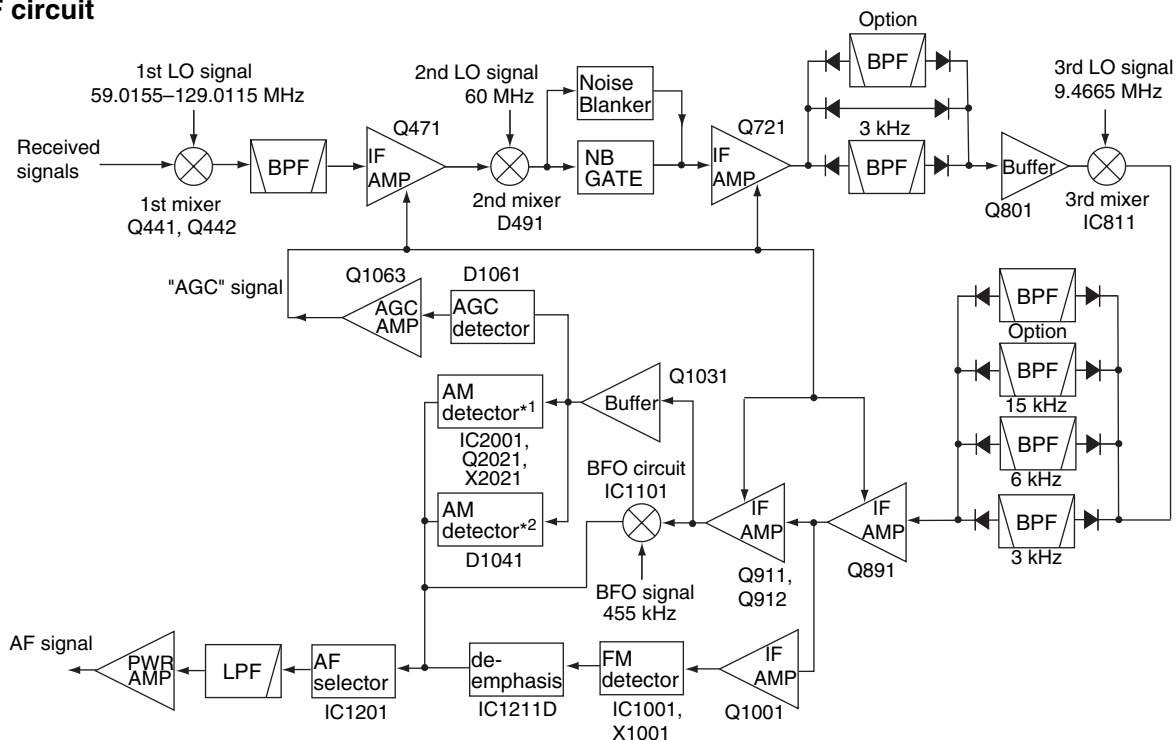 F circuit
Option
1st LO signal
59.0155–129.0115 MHz
2nd LO signal
60 MHz
Noise
Blanker
BPF
3rd LO signal
9.4665 MHz
Received
signals
Q471
Q721
3 kHz
BPF
IF
AMP
NB
GATE
IF
AMP
BPF
Buffer
1st mixer
Q441, Q442
2nd mixer
D491
Q801
3rd mixer
IC811
"AGC" signal
Q1063
D1061
AGC
AMP
AGC
detector
BPF
Option
BPF
15 kHz
BPF
6 kHz
BPF
3 kHz
Q1031
Buffer
AM
detector*1
IC2001,
Q2021,
X2021
BFO circuit
IC1101
AM
detector*2
D1041
IF
AMP
IF
AMP
Q911,
Q912
Q891
BFO signal
455 kHz
AF signal
PWR
AMP
LPF
AF
selector
IC1201
de-
emphasis
IC1211D
FM
detector
IC1001,
X1001
IF
AMP
Q1001